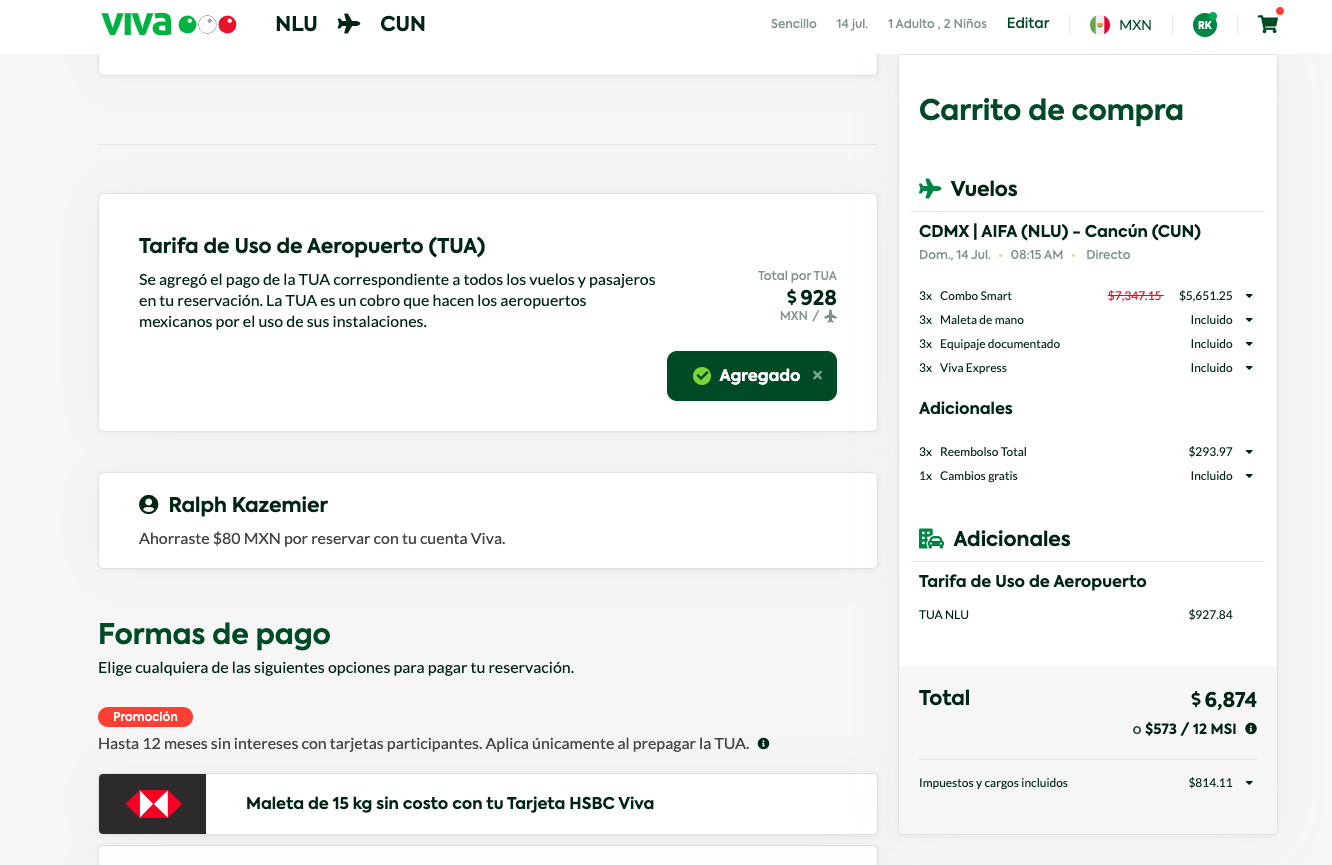 viva
NLU CUN
Sencillo 14 jul. 1 Adulto , 2 Niños Editar MXN RK
Tarifa de Uso de Aeropuerto (TUA)
Se agregó el pago de la TUA correspondiente a todos los vuelos y pasajeros
en tu reservación. La TUA es un cobro que hacen los aeropuertos
mexicanos por el uso de sus instalaciones.
Total por TUA
$ 928
MXN /
Agregado ×
Ralph Kazemier
Ahorraste $80 MXN por reservar con tu cuenta Viva.
Formas de pago
Elige cualquiera de las siguientes opciones para pagar tu reservación.
Promoción
Hasta 12 meses sin intereses con tarjetas participantes. Aplica únicamente al prepagar la TUA.
Maleta de 15 kg sin costo con tu Tarjeta HSBC Viva
Carrito de compra
Vuelos
CDMX | AIFA (NLU) - Cancún (CUN)
Dom., 14 Jul. • 08:15 AM • Directo
3x Combo Smart $7,347.15 $5,651.25
3x Maleta de mano Incluido
3x Equipaje documentado Incluido
3x Viva Express Incluido
Adicionales
3x Reembolso Total $293.97
1x Cambios gratis Incluido
Adicionales
Tarifa de Uso de Aeropuerto
TUA NLU $927.84
Total $ 6,874
o $573 / 12 MSI
Impuestos y cargos incluidos $814.11